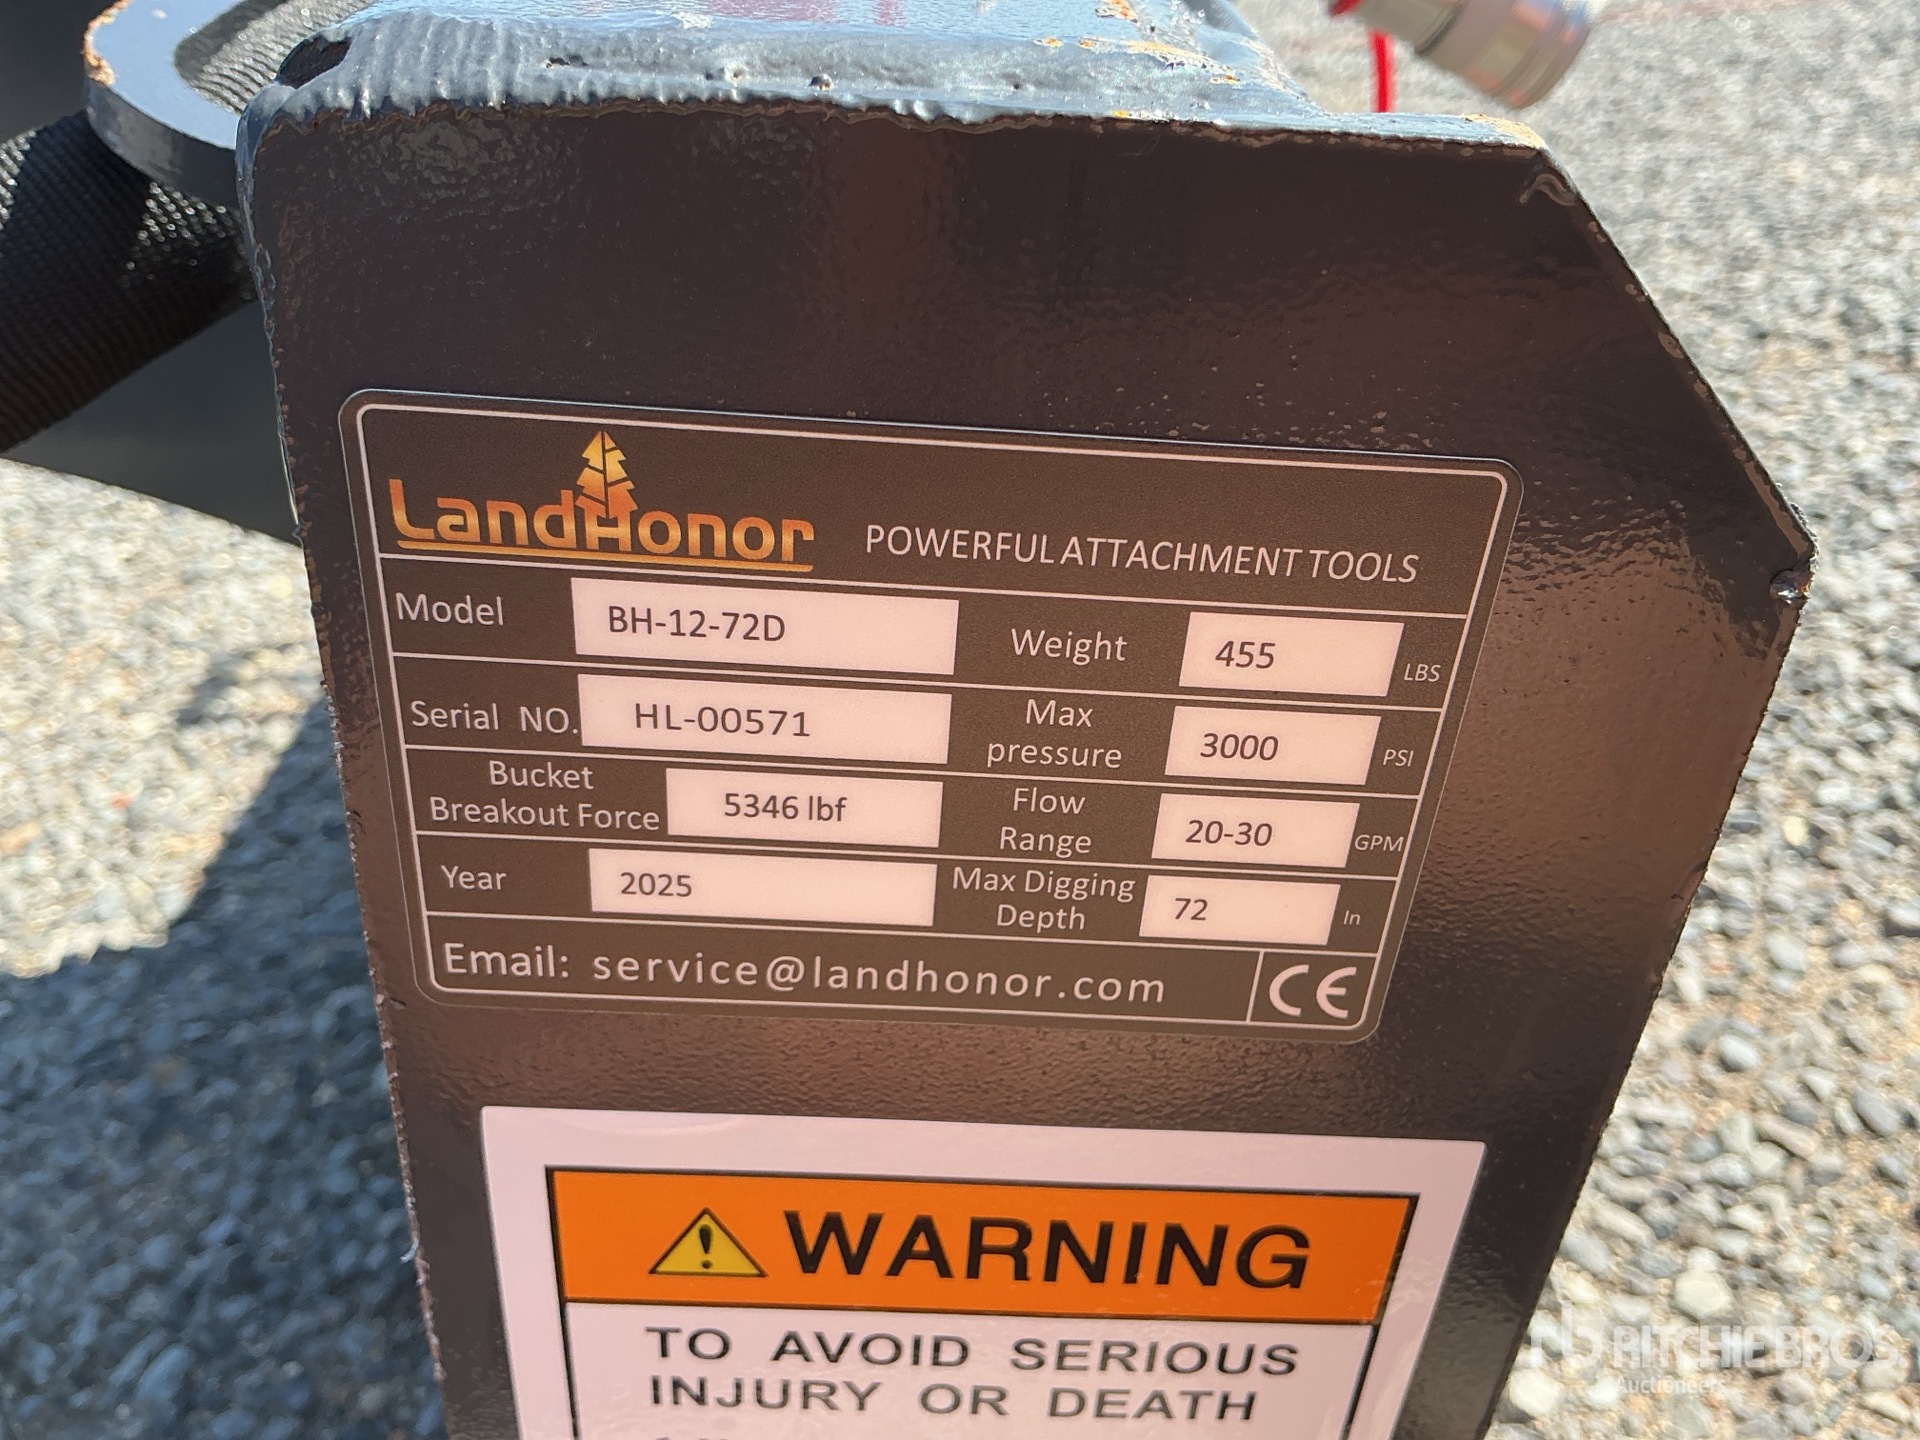 LandHonor POWERFUL ATTACHMENT TOOLS
Model BH-12-72D Weight 455 LBS
Serial NO. HL-00571 Max pressure 3000 PSI
Bucket Breakout Force 5346 lbf Flow Range 20-30 GPM
Year 2025 Max Digging Depth 72 In
Email: service@landhonor.com CE
WARNING
TO AVOID SERIOUS
INJURY OR DEATH
RITCHIE BROS
Auctioneers